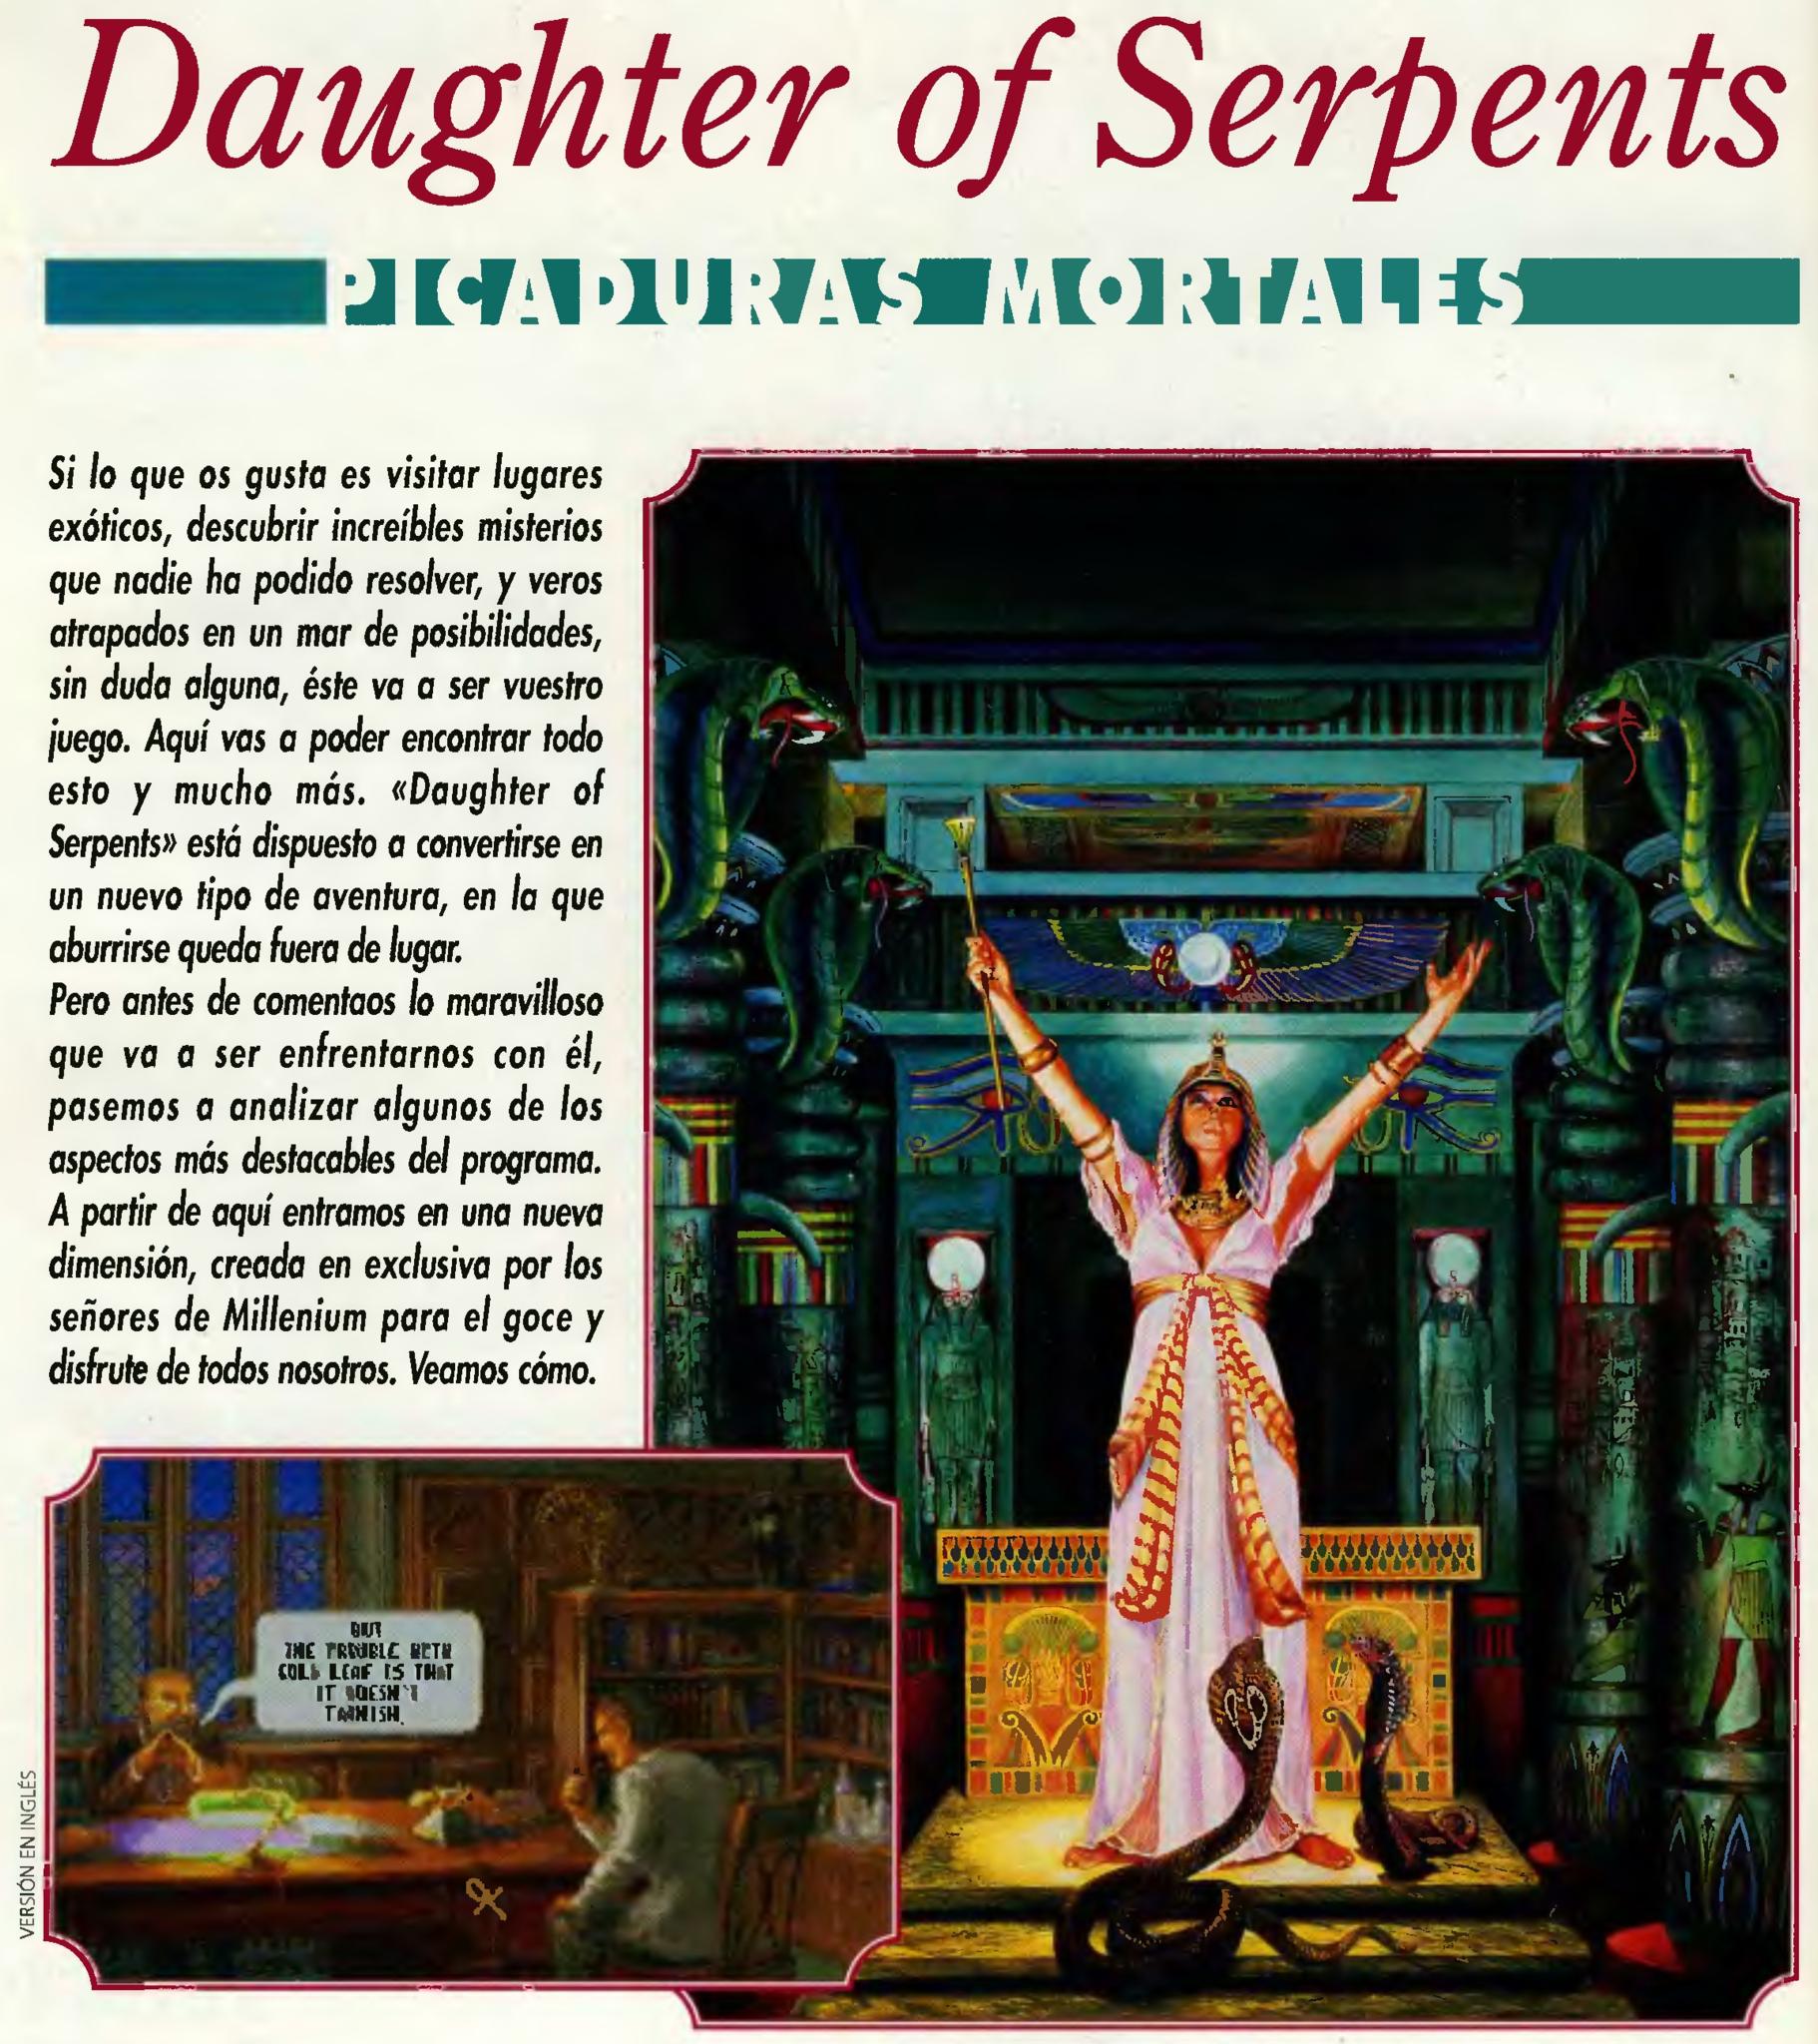 Daughter of Serpents
PICADURAS MORTALES
Si lo que os gusta es visitar lugares
exóticos, descubrir increíbles misterios
que nadie ha podido resolver, y veros
atrapados en un mar de posibilidades,
sin duda alguna, éste va a ser vuestro
juego. Aquí vas a poder encontrar todo
esto y mucho más. «Daughter of
Serpents» está dispuesto a convertirse en
un nuevo tipo de aventura, en la que
aburrirse queda fuera de lugar.
Pero antes de comentaos lo maravilloso
que va a ser enfrentarnos con él,
pasemos a analizar algunos de los
aspectos más destacables del programa.
A partir de aquí entramos en una nueva
dimensión, creada en exclusiva por los
señores de Millenium para el goce y
disfrute de todos nosotros. Veamos cómo.
BUT
THE TROUBLE WITH
GOLD LEAF IS THAT
IT DOESN'T
TARNISH.
VERSIÓN EN INGLÉS